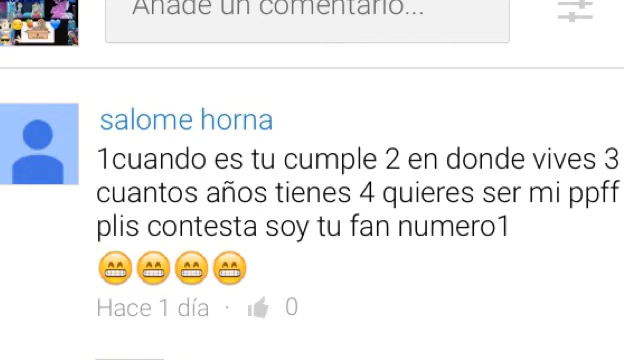 Añade un comentario...
salome horna
1cuando es tu cumple 2 en donde vives 3
cuantos años tienes 4 quieres ser mi ppff
plis contesta soy tu fan numero1
😁😁😁😁
Hace 1 día · 0